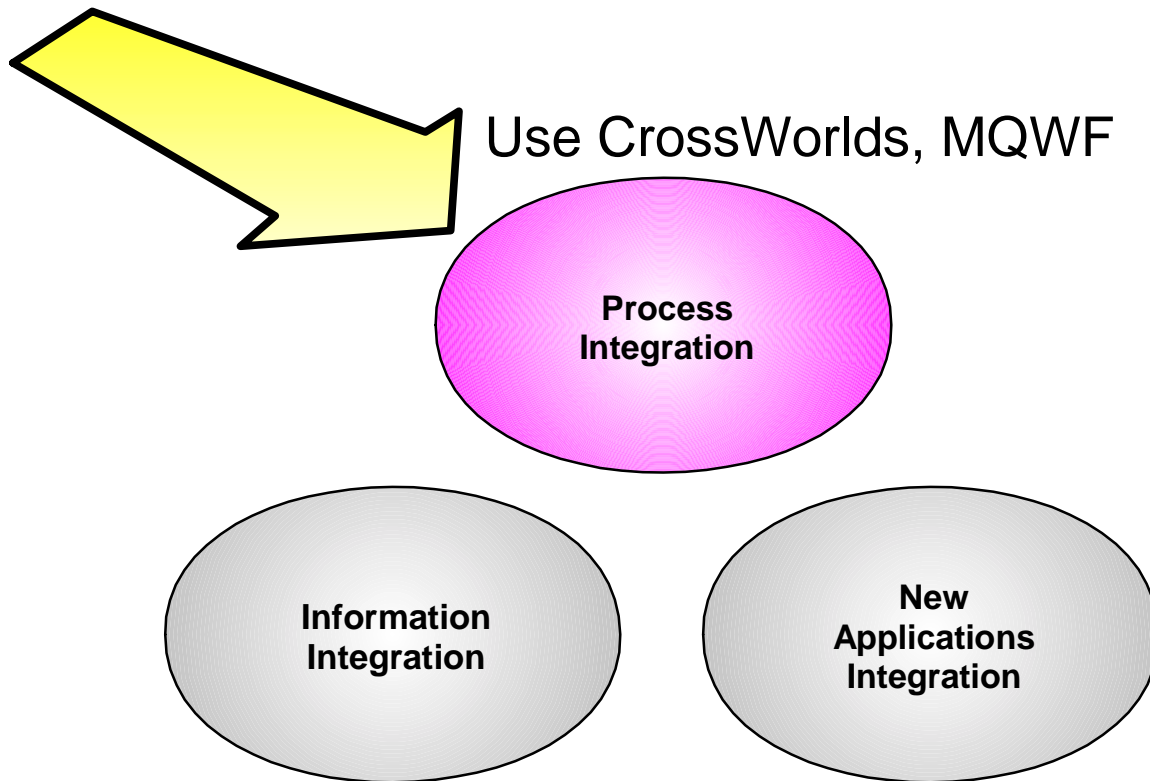 Use CrossWorlds, MQWF
Process
Integration
Information
Integration
New
Applications
Integration